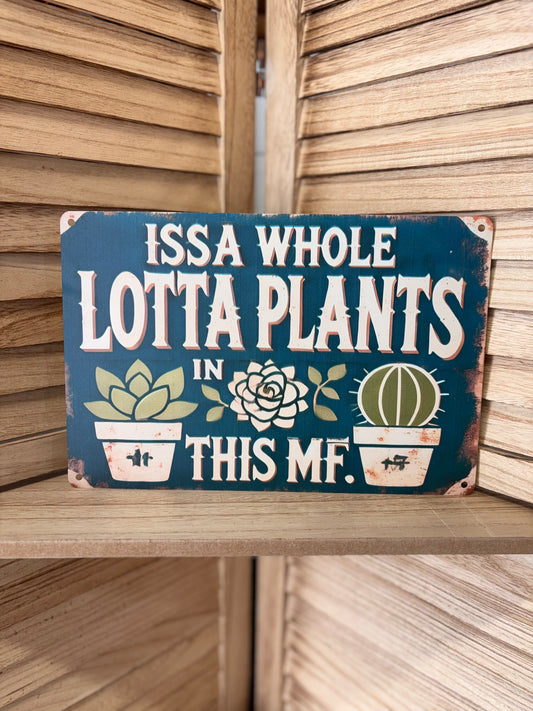 ISSA WHOLE
LOTTA PLANTS
IN
THIS MF.